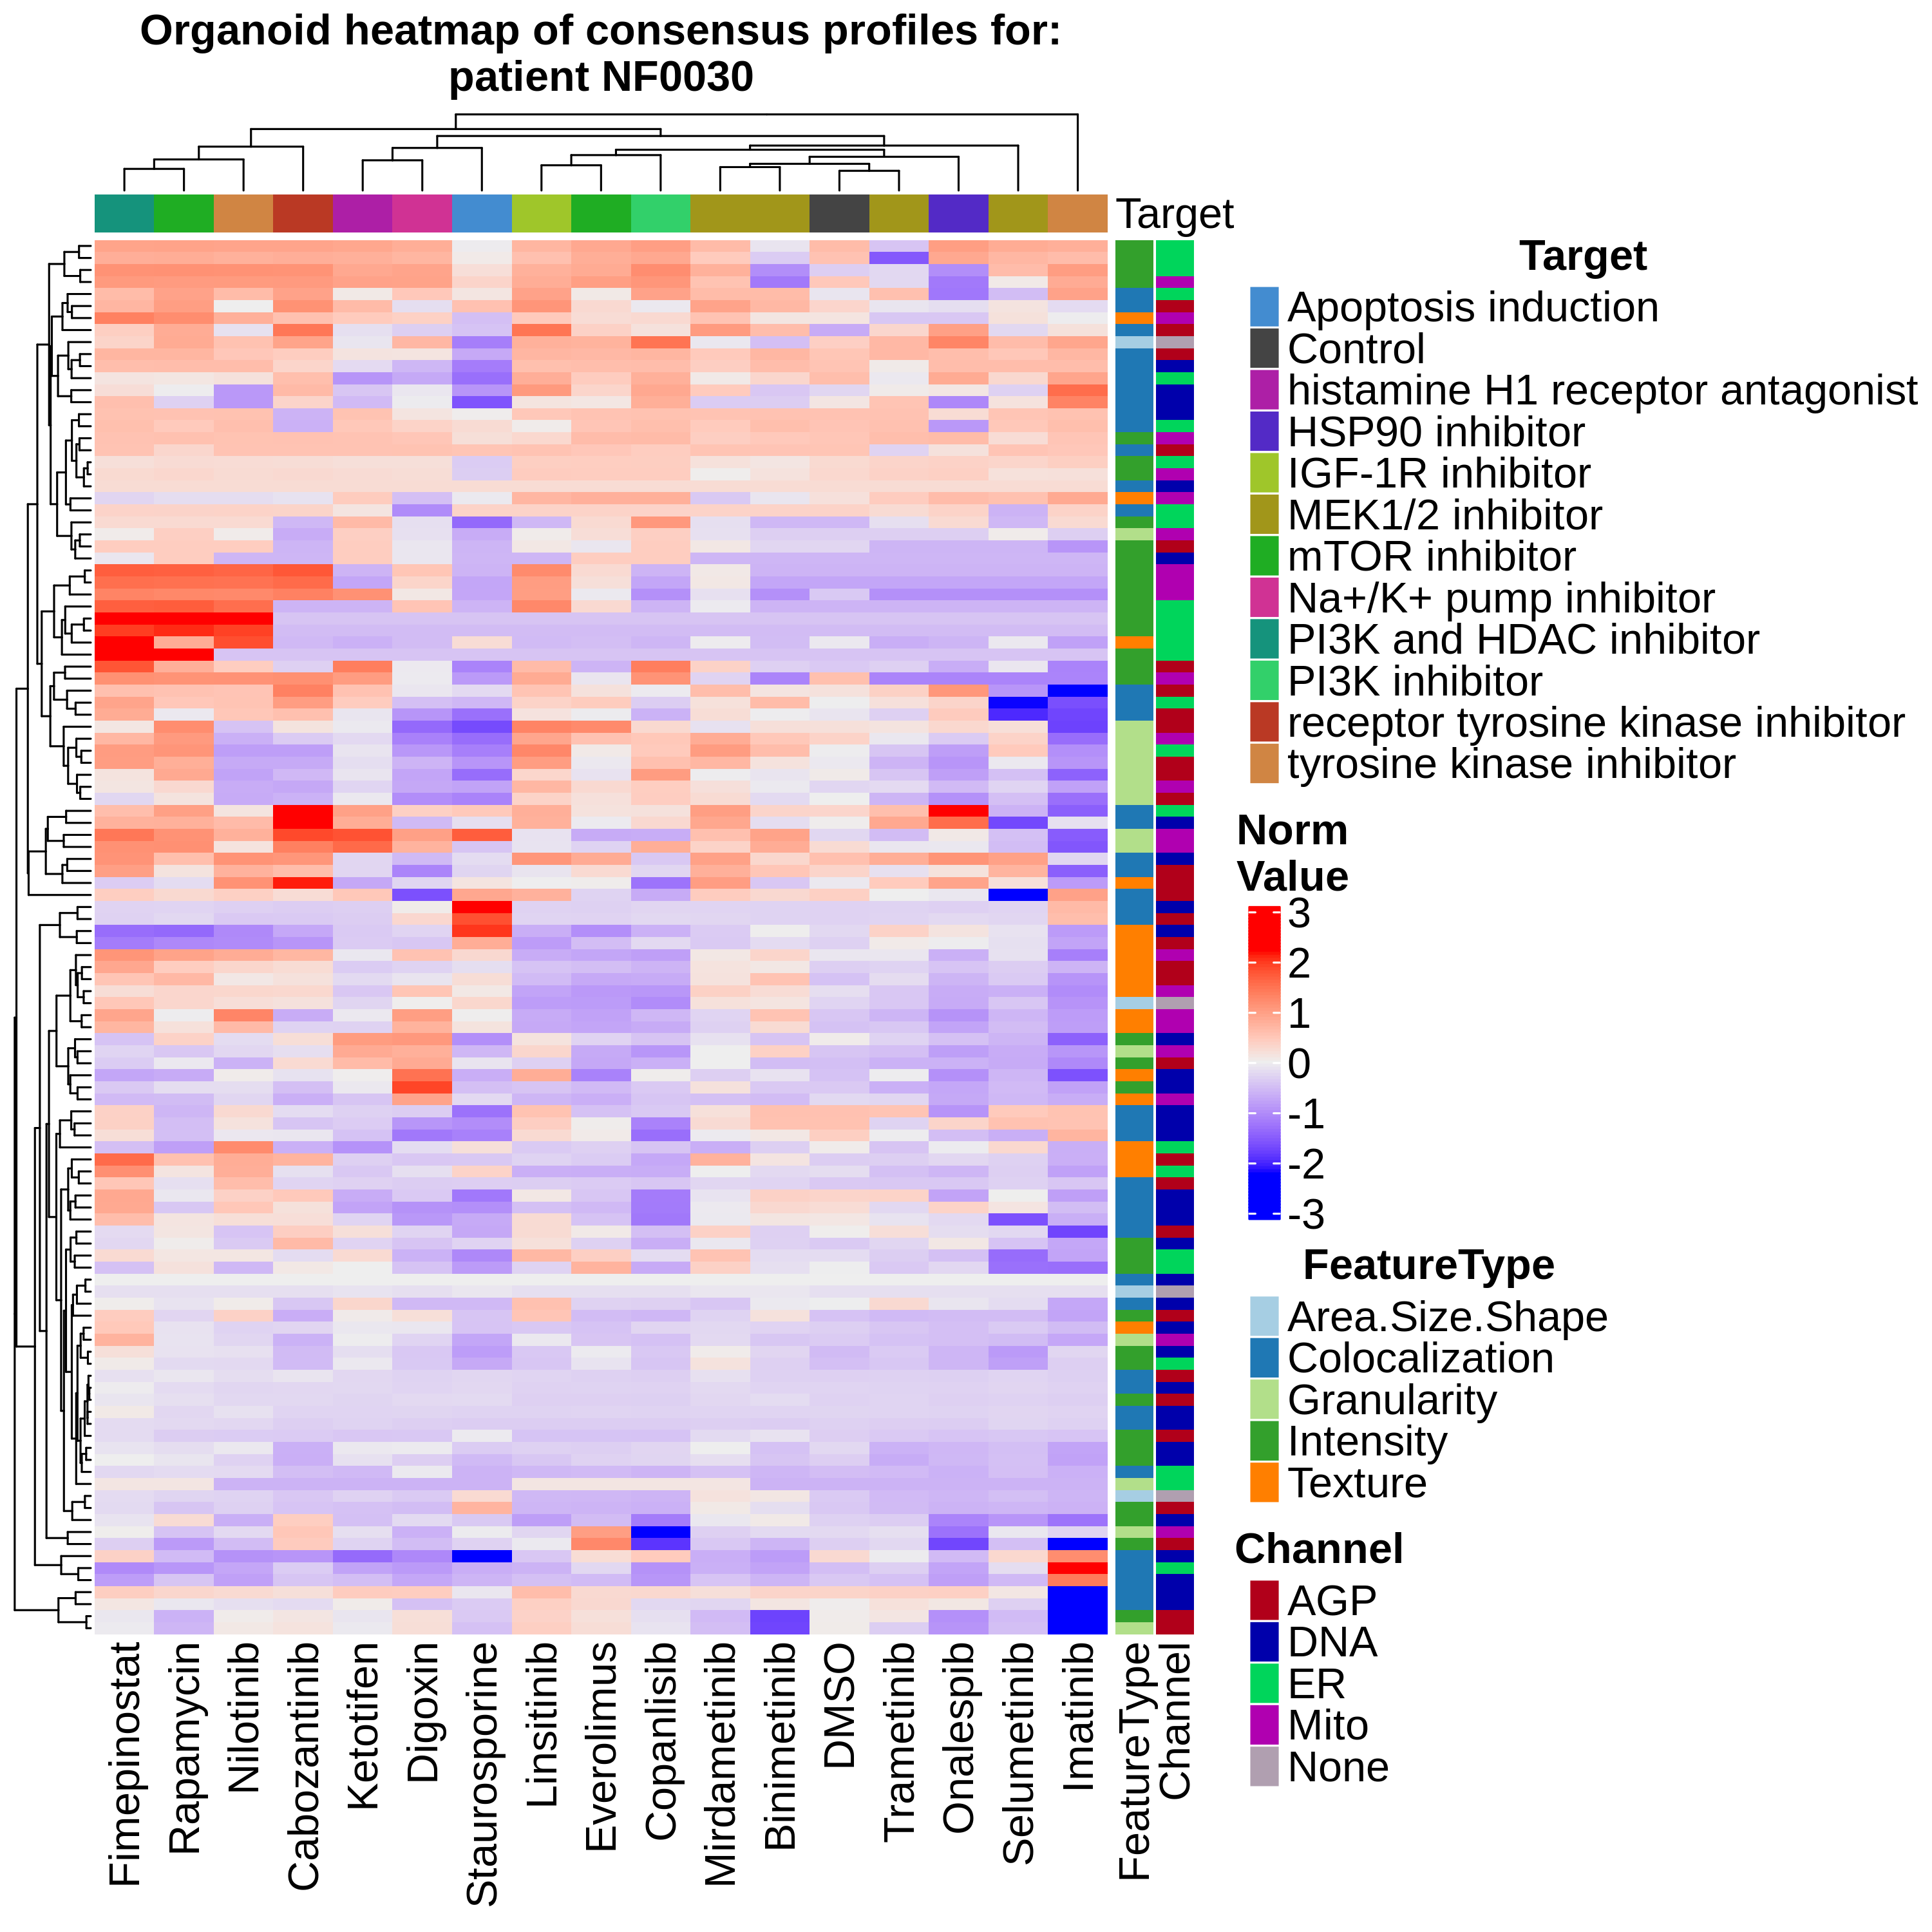 Organoid heatmap of consensus profiles for:
patient NF0030
Target
Target
Apoptosis induction
Control
histamine H1 receptor antagonist
HSP90 inhibitor
IGF-1R inhibitor
MEK1/2 inhibitor
mTOR inhibitor
Na+/K+ pump inhibitor
PI3K and HDAC inhibitor
PI3K inhibitor
receptor tyrosine kinase inhibitor
tyrosine kinase inhibitor
Norm
Value
3
2
1
0
-1
-2
-3
FeatureType
Area.Size.Shape
Colocalization
Granularity
Intensity
Texture
Channel
AGP
DNA
ER
Mito
None
Fimepinostat
Rapamycin
Nilotinib
Cabozantinib
Ketotifen
Digoxin
Staurosporine
Linsitinib
Everolimus
Copanlisib
Mirdametinib
Binimetinib
DMSO
Trametinib
Onalespib
Selumetinib
Imatinib
FeatureType
Channel